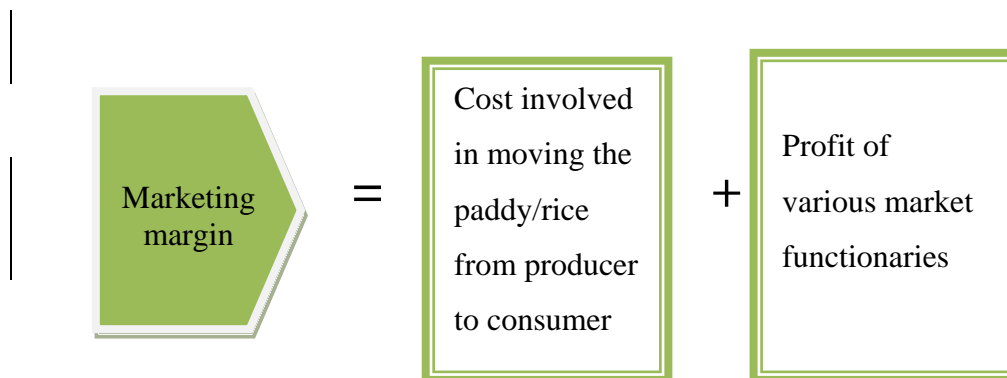 Marketing
margin
=
Cost involved
in moving the
paddy/rice
from producer
to consumer
+
Profit of
various market
functionaries